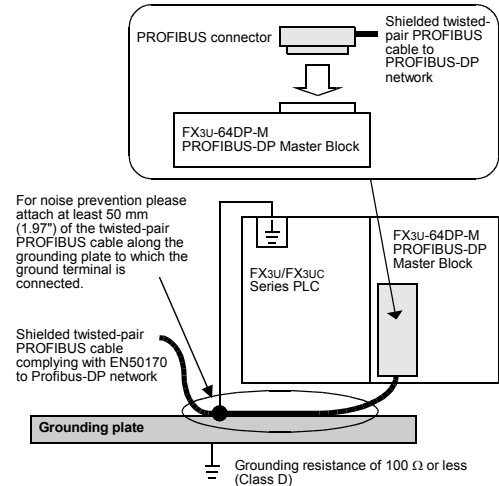 PROFIBUS connector
Shielded twisted-
pair PROFIBUS
cable to
PROFIBUS-DP
network
FX3U-64DP-M
PROFIBUS-DP Master Block
For noise prevention please
attach at least 50 mm
(1.97") of the twisted-pair
PROFIBUS cable along the
grounding plate to which the
ground terminal is
connected.
FX3U/FX3UC
Series PLC
FX3U-64DP-M
PROFIBUS-DP
Master Block
Shielded twisted-pair
PROFIBUS cable
complying with EN50170
to Profibus-DP network
Grounding plate
Grounding resistance of 100 Ω or less
(Class D)